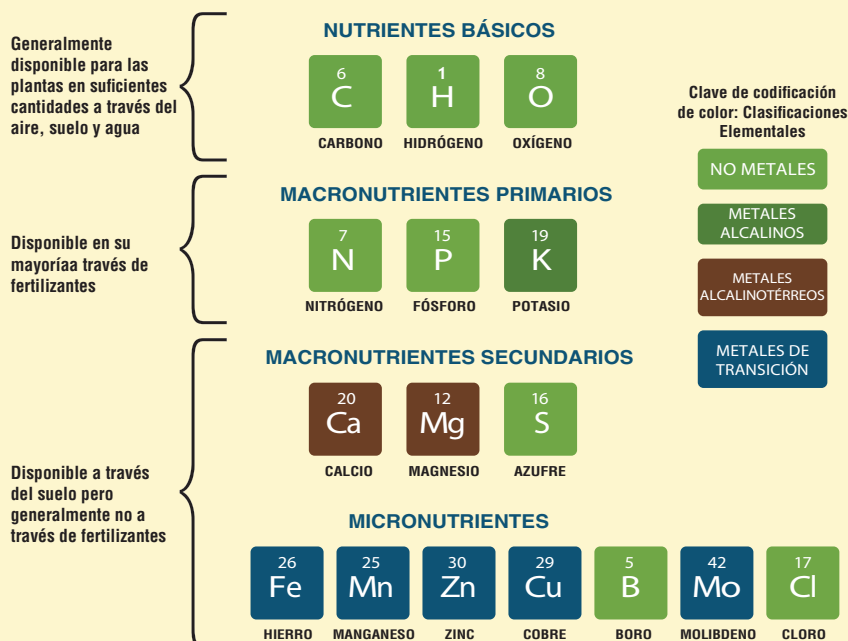 NUTRIENTES BÁSICOS
Generalmente
disponible para las
plantas en suficientes
cantidades a través del
aire, suelo y agua
6
C
CARBONO
1
H
HIDRÓGENO
8
O
OXÍGENO
Clave de codificación
de color: Clasificaciones
Elementales
NO METALES
METALES
ALCALINOS
METALES
ALCALINOTÉRREOS
METALES DE
TRANSICIÓN
MACRONUTRIENTES PRIMARIOS
Disponible en su
mayoríaa través de
fertilizantes
7
N
NITRÓGENO
15
P
FÓSFORO
19
K
POTASIO
MACRONUTRIENTES SECUNDARIOS
20
Ca
CALCIO
12
Mg
MAGNESIO
16
S
AZUFRE
Disponible a través
del suelo pero
generalmente no a
través de fertilizantes
MICRONUTRIENTES
26
Fe
HIERRO
25
Mn
MANGANESO
30
Zn
ZINC
29
Cu
COBRE
5
B
BORO
42
Mo
MOLIBDENO
17
Cl
CLORO